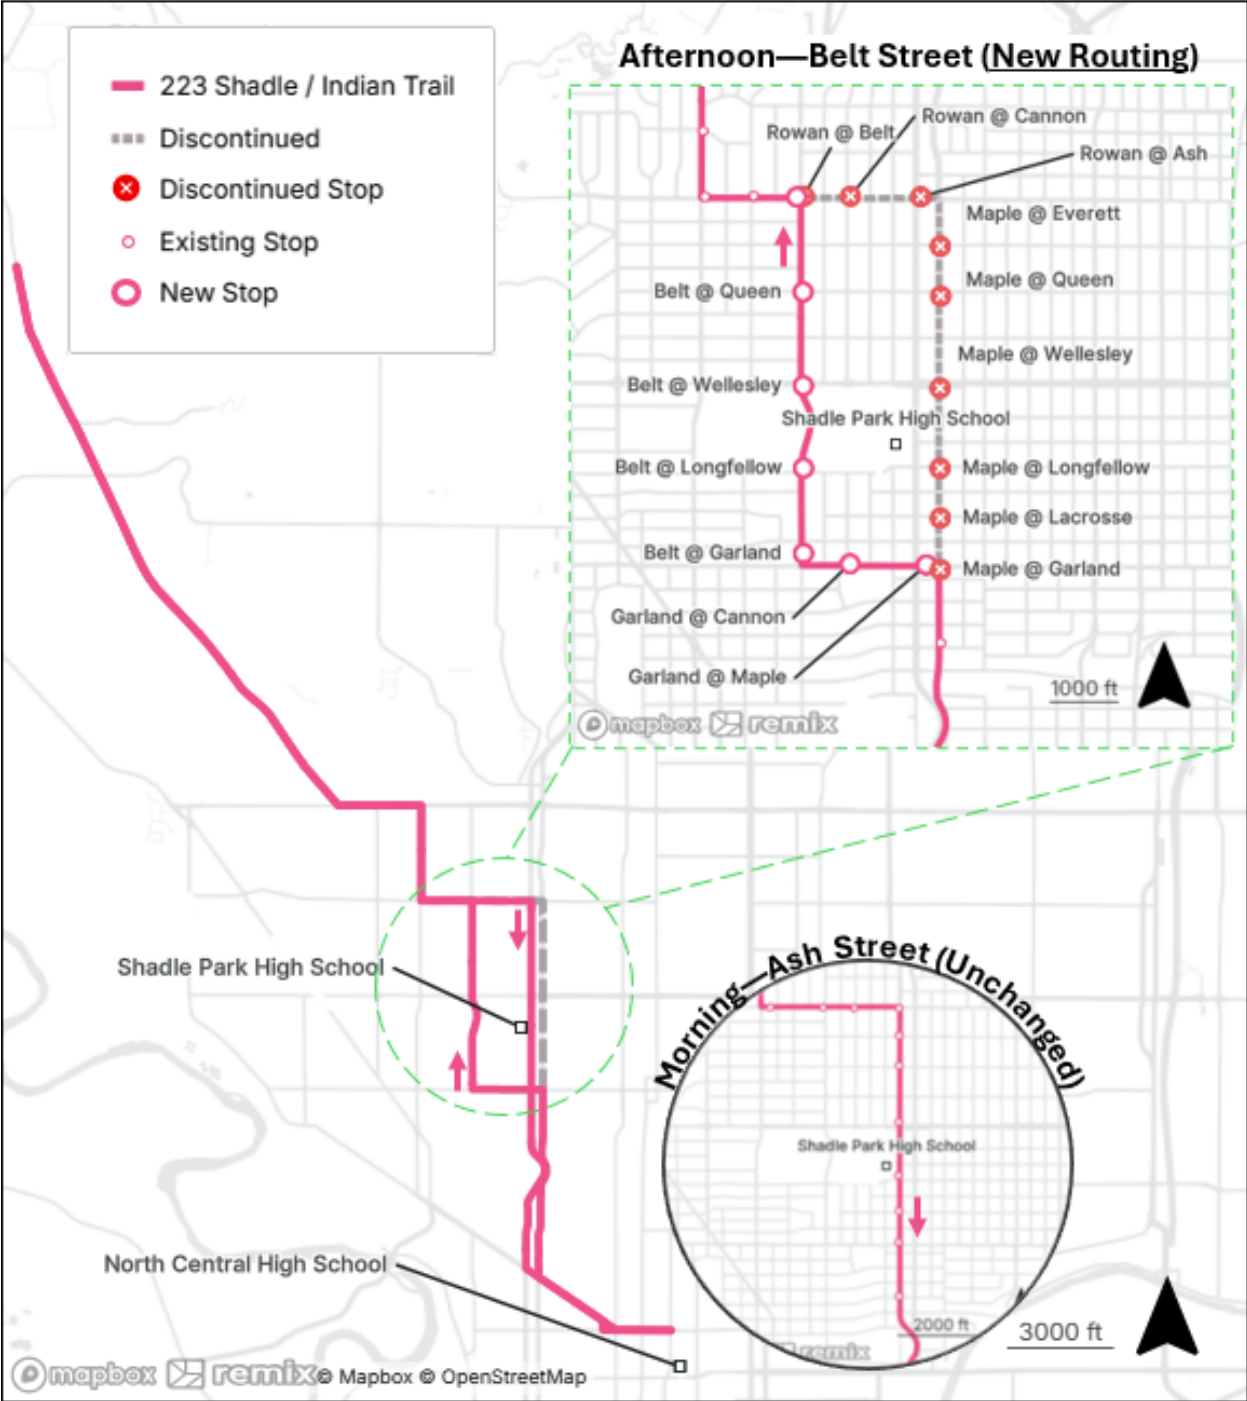 223 Shadle / Indian Trail
Discontinued
Discontinued Stop
Existing Stop
New Stop
Afternoon—Belt Street (New Routing)
Rowan @ Cannon
Rowan @ Belt
Rowan @ Ash
Maple @ Everett
Maple @ Queen
Belt @ Queen
Maple @ Wellesley
Belt @ Wellesley
Shadle Park High School
Belt @ Longfellow
Maple @ Longfellow
Maple @ Lacrosse
Belt @ Garland
Maple @ Garland
Garland @ Cannon
Garland @ Maple
1000 ft
mapbox remix
Shadle Park High School
Morning—Ash Street (Unchanged)
Shadle Park High School
North Central High School
2000 ft
3000 ft
remix
mapbox remix © Mapbox © OpenStreetMap